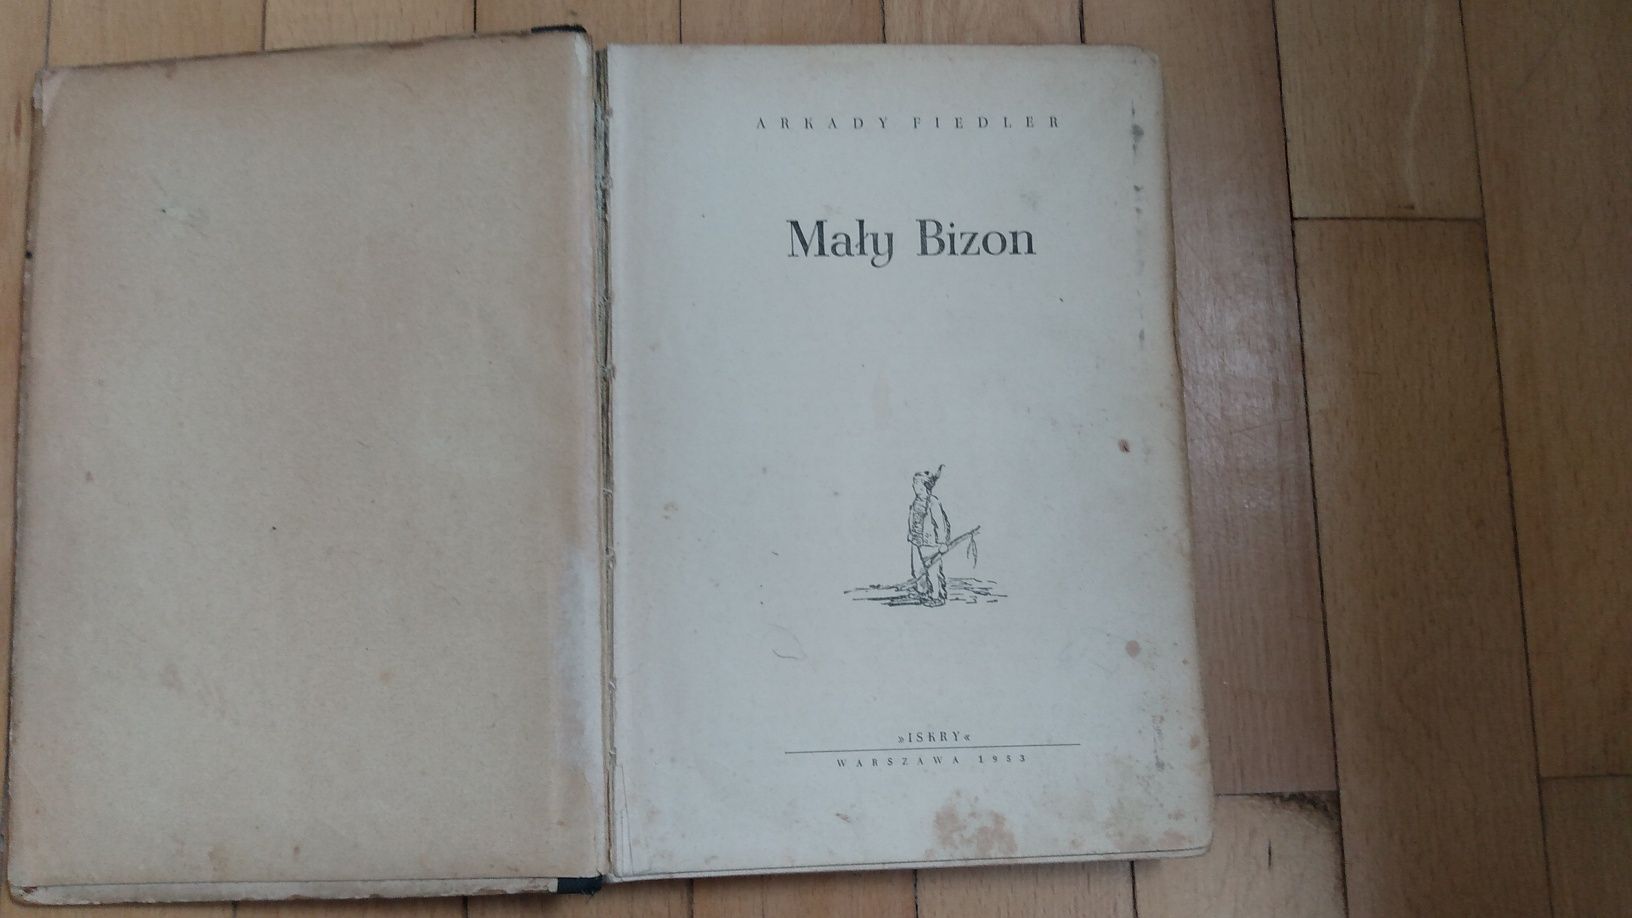 ARKADY FIEDLER
Mały Bizon
»ISKRY«
WARSZAWA 1953